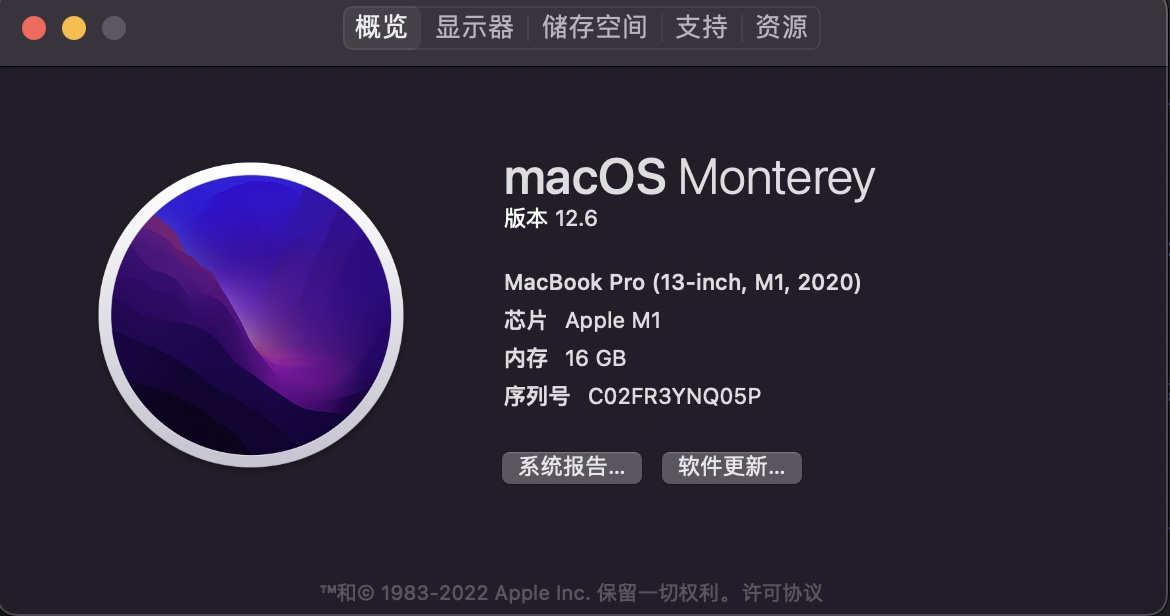 概览 显示器 储存空间 支持 资源
macOS Monterey
版本 12.6
MacBook Pro (13-inch, M1, 2020)
芯片 Apple M1
内存 16 GB
序列号 C02FR3YNQ05P
系统报告... 软件更新...
™和© 1983-2022 Apple Inc. 保留一切权利。许可协议